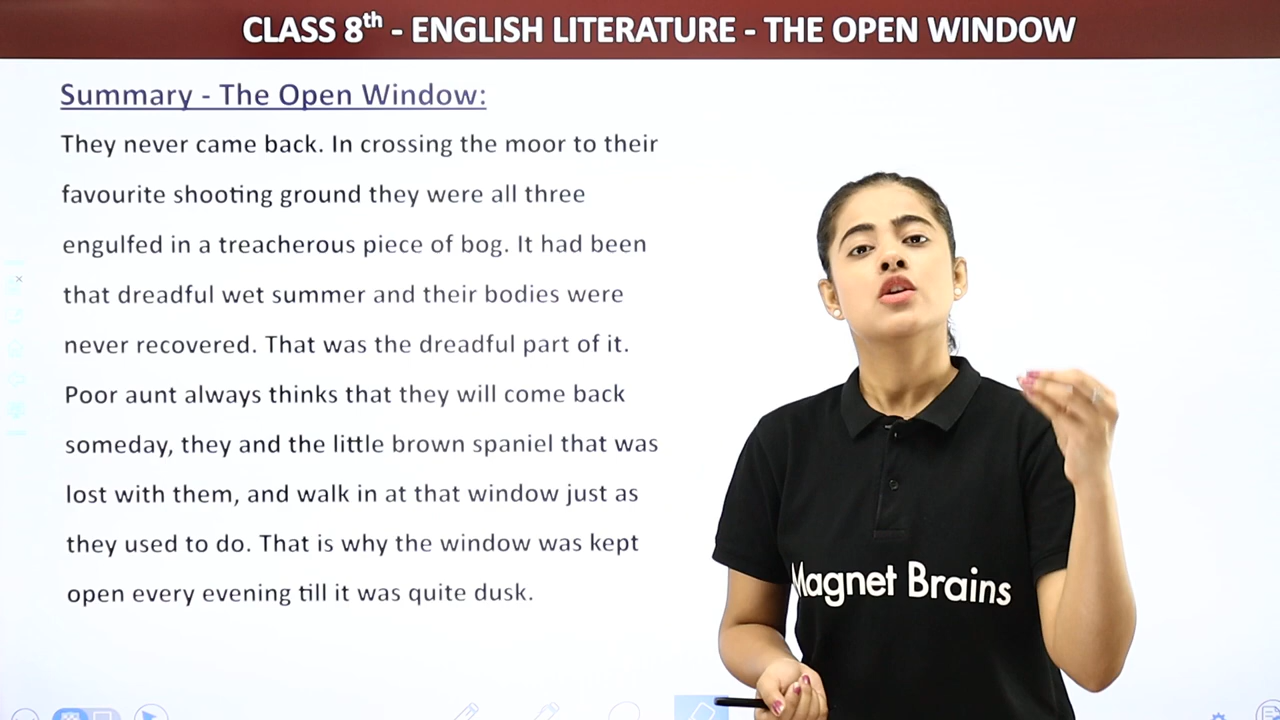 CLASS 8th - ENGLISH LITERATURE - THE OPEN WINDOW
Summary - The Open Window:
They never came back. In crossing the moor to their
favourite shooting ground they were all three
engulfed in a treacherous piece of bog. It had been
that dreadful wet summer and their bodies were
never recovered. That was the dreadful part of it.
Poor aunt always thinks that they will come back
someday, they and the little brown spaniel that was
lost with them, and walk in at that window just as
they used to do. That is why the window was kept
open every evening till it was quite dusk.
Magnet Brains